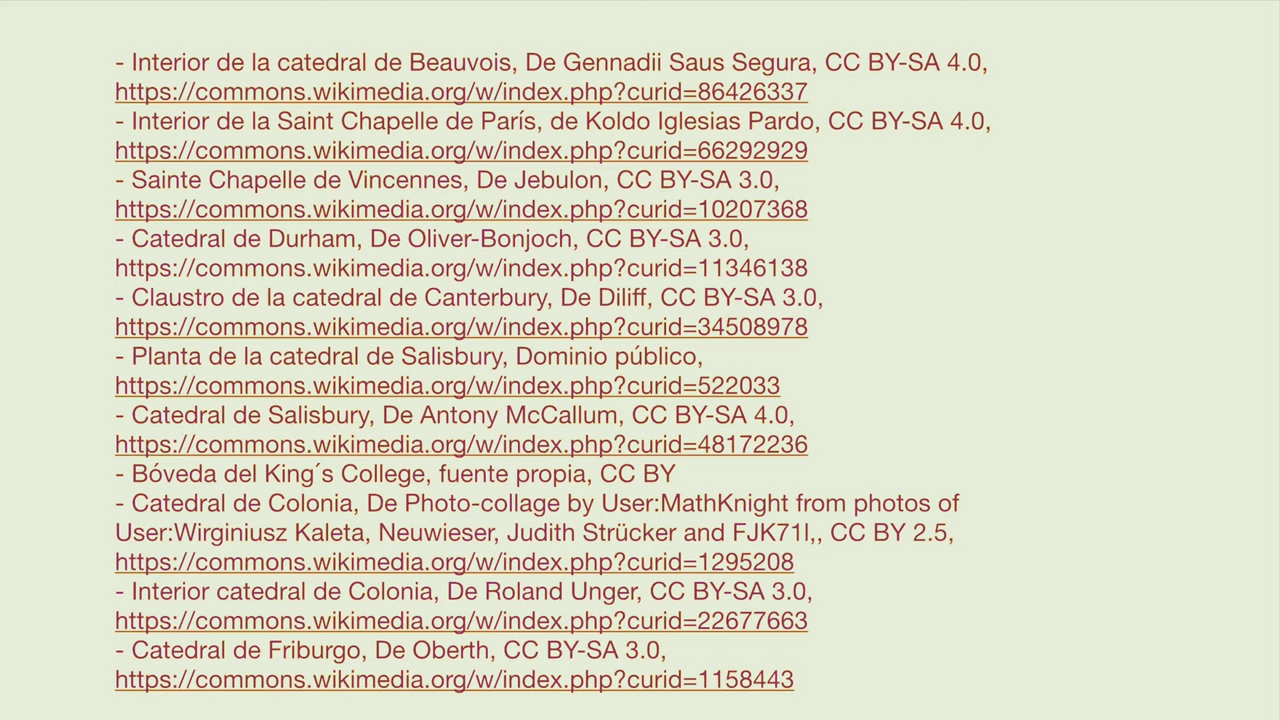 - Interior de la catedral de Beauvois, De Gennadii Saus Segura, CC BY-SA 4.0,
https://commons.wikimedia.org/w/index.php?curid=86426337
- Interior de la Saint Chapelle de París, de Koldo Iglesias Pardo, CC BY-SA 4.0,
https://commons.wikimedia.org/w/index.php?curid=66292929
- Sainte Chapelle de Vincennes, De Jebulon, CC BY-SA 3.0,
https://commons.wikimedia.org/w/index.php?curid=10207368
- Catedral de Durham, De Oliver-Bonjoch, CC BY-SA 3.0,
https://commons.wikimedia.org/w/index.php?curid=11346138
- Claustro de la catedral de Canterbury, De Diliff, CC BY-SA 3.0,
https://commons.wikimedia.org/w/index.php?curid=34508978
- Planta de la catedral de Salisbury, Dominio público,
https://commons.wikimedia.org/w/index.php?curid=522033
- Catedral de Salisbury, De Antony McCallum, CC BY-SA 4.0,
https://commons.wikimedia.org/w/index.php?curid=48172236
- Bóveda del King´s College, fuente propia, CC BY
- Catedral de Colonia, De Photo-collage by User:MathKnight from photos of
User:Wirginiusz Kaleta, Neuwieser, Judith Strücker and FJK71l,, CC BY 2.5,
https://commons.wikimedia.org/w/index.php?curid=1295208
- Interior catedral de Colonia, De Roland Unger, CC BY-SA 3.0,
https://commons.wikimedia.org/w/index.php?curid=22677663
- Catedral de Friburgo, De Oberth, CC BY-SA 3.0,
https://commons.wikimedia.org/w/index.php?curid=1158443